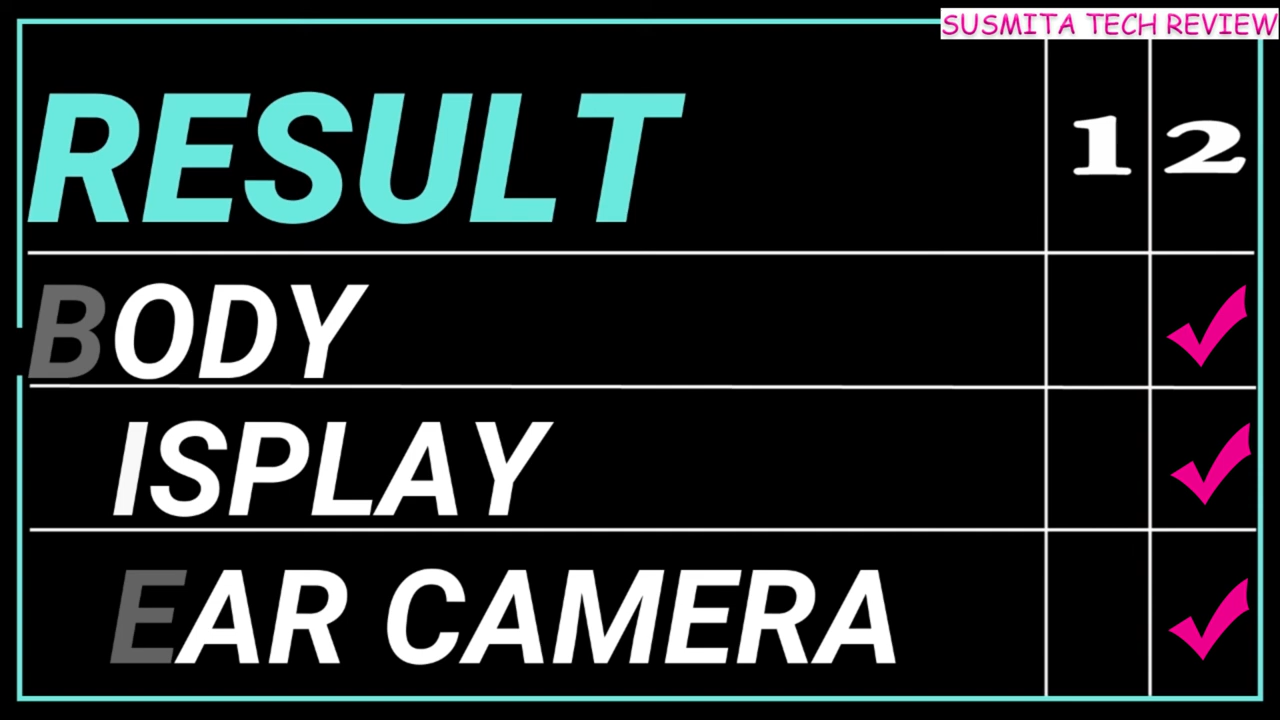 SUSMITA TECH REVIEW
RESULT 1 2
BODY
ISPLAY
EAR CAMERA